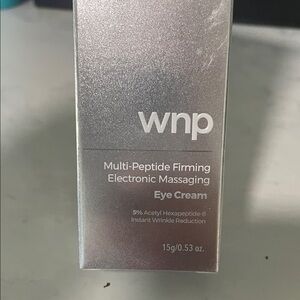 wnp
Multi-Peptide Firming
Electronic Massaging
Eye Cream
5% Acetyl Hexapeptide-8
Instant Wrinkle Reduction
15g/0.53 oz.